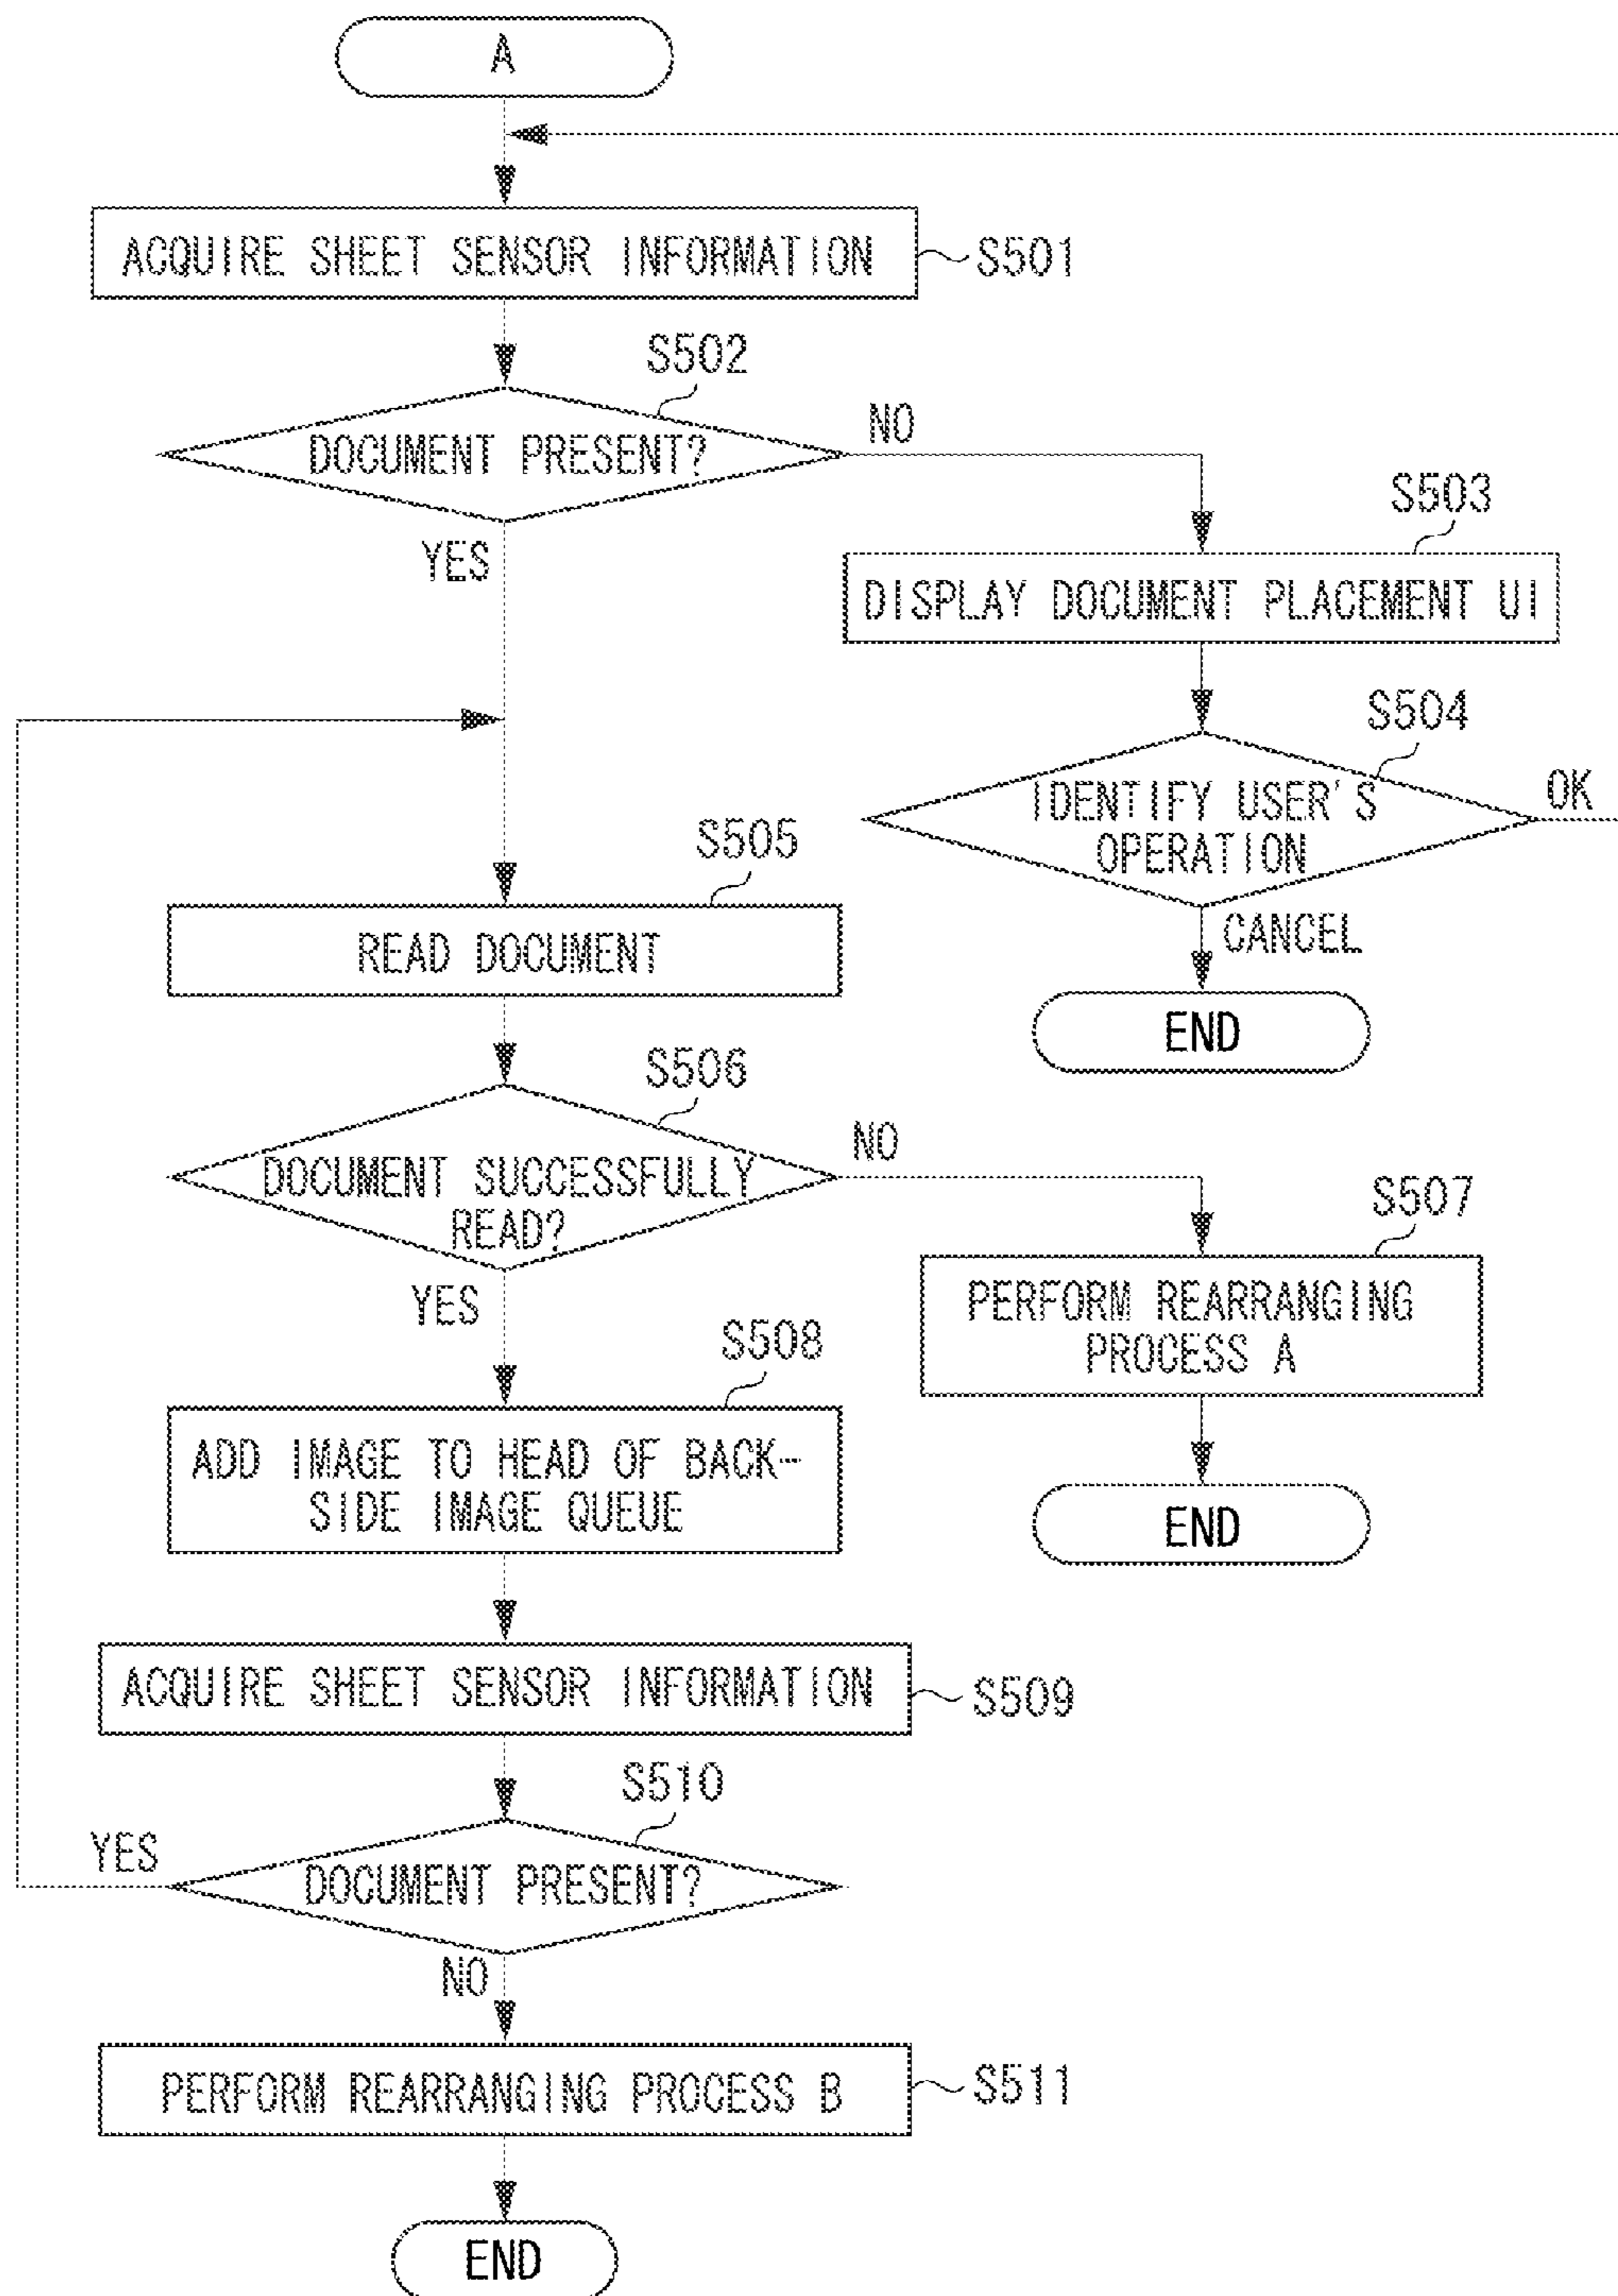 A
ACQUIRE SHEET SENSOR INFORMATION
S501
S502
DOCUMENT PRESENT?
NO
YES
S503
DISPLAY DOCUMENT PLACEMENT UI
S504
IDENTIFY USER'S
OPERATION
OK
CANCEL
END
S505
READ DOCUMENT
S506
DOCUMENT SUCCESSFULLY
READ?
NO
YES
S507
PERFORM REARRANGING
PROCESS A
END
S508
ADD IMAGE TO HEAD OF BACK-
SIDE IMAGE QUEUE
ACQUIRE SHEET SENSOR INFORMATION
S509
S510
YES
DOCUMENT PRESENT?
NO
PERFORM REARRANGING PROCESS B
S511
END